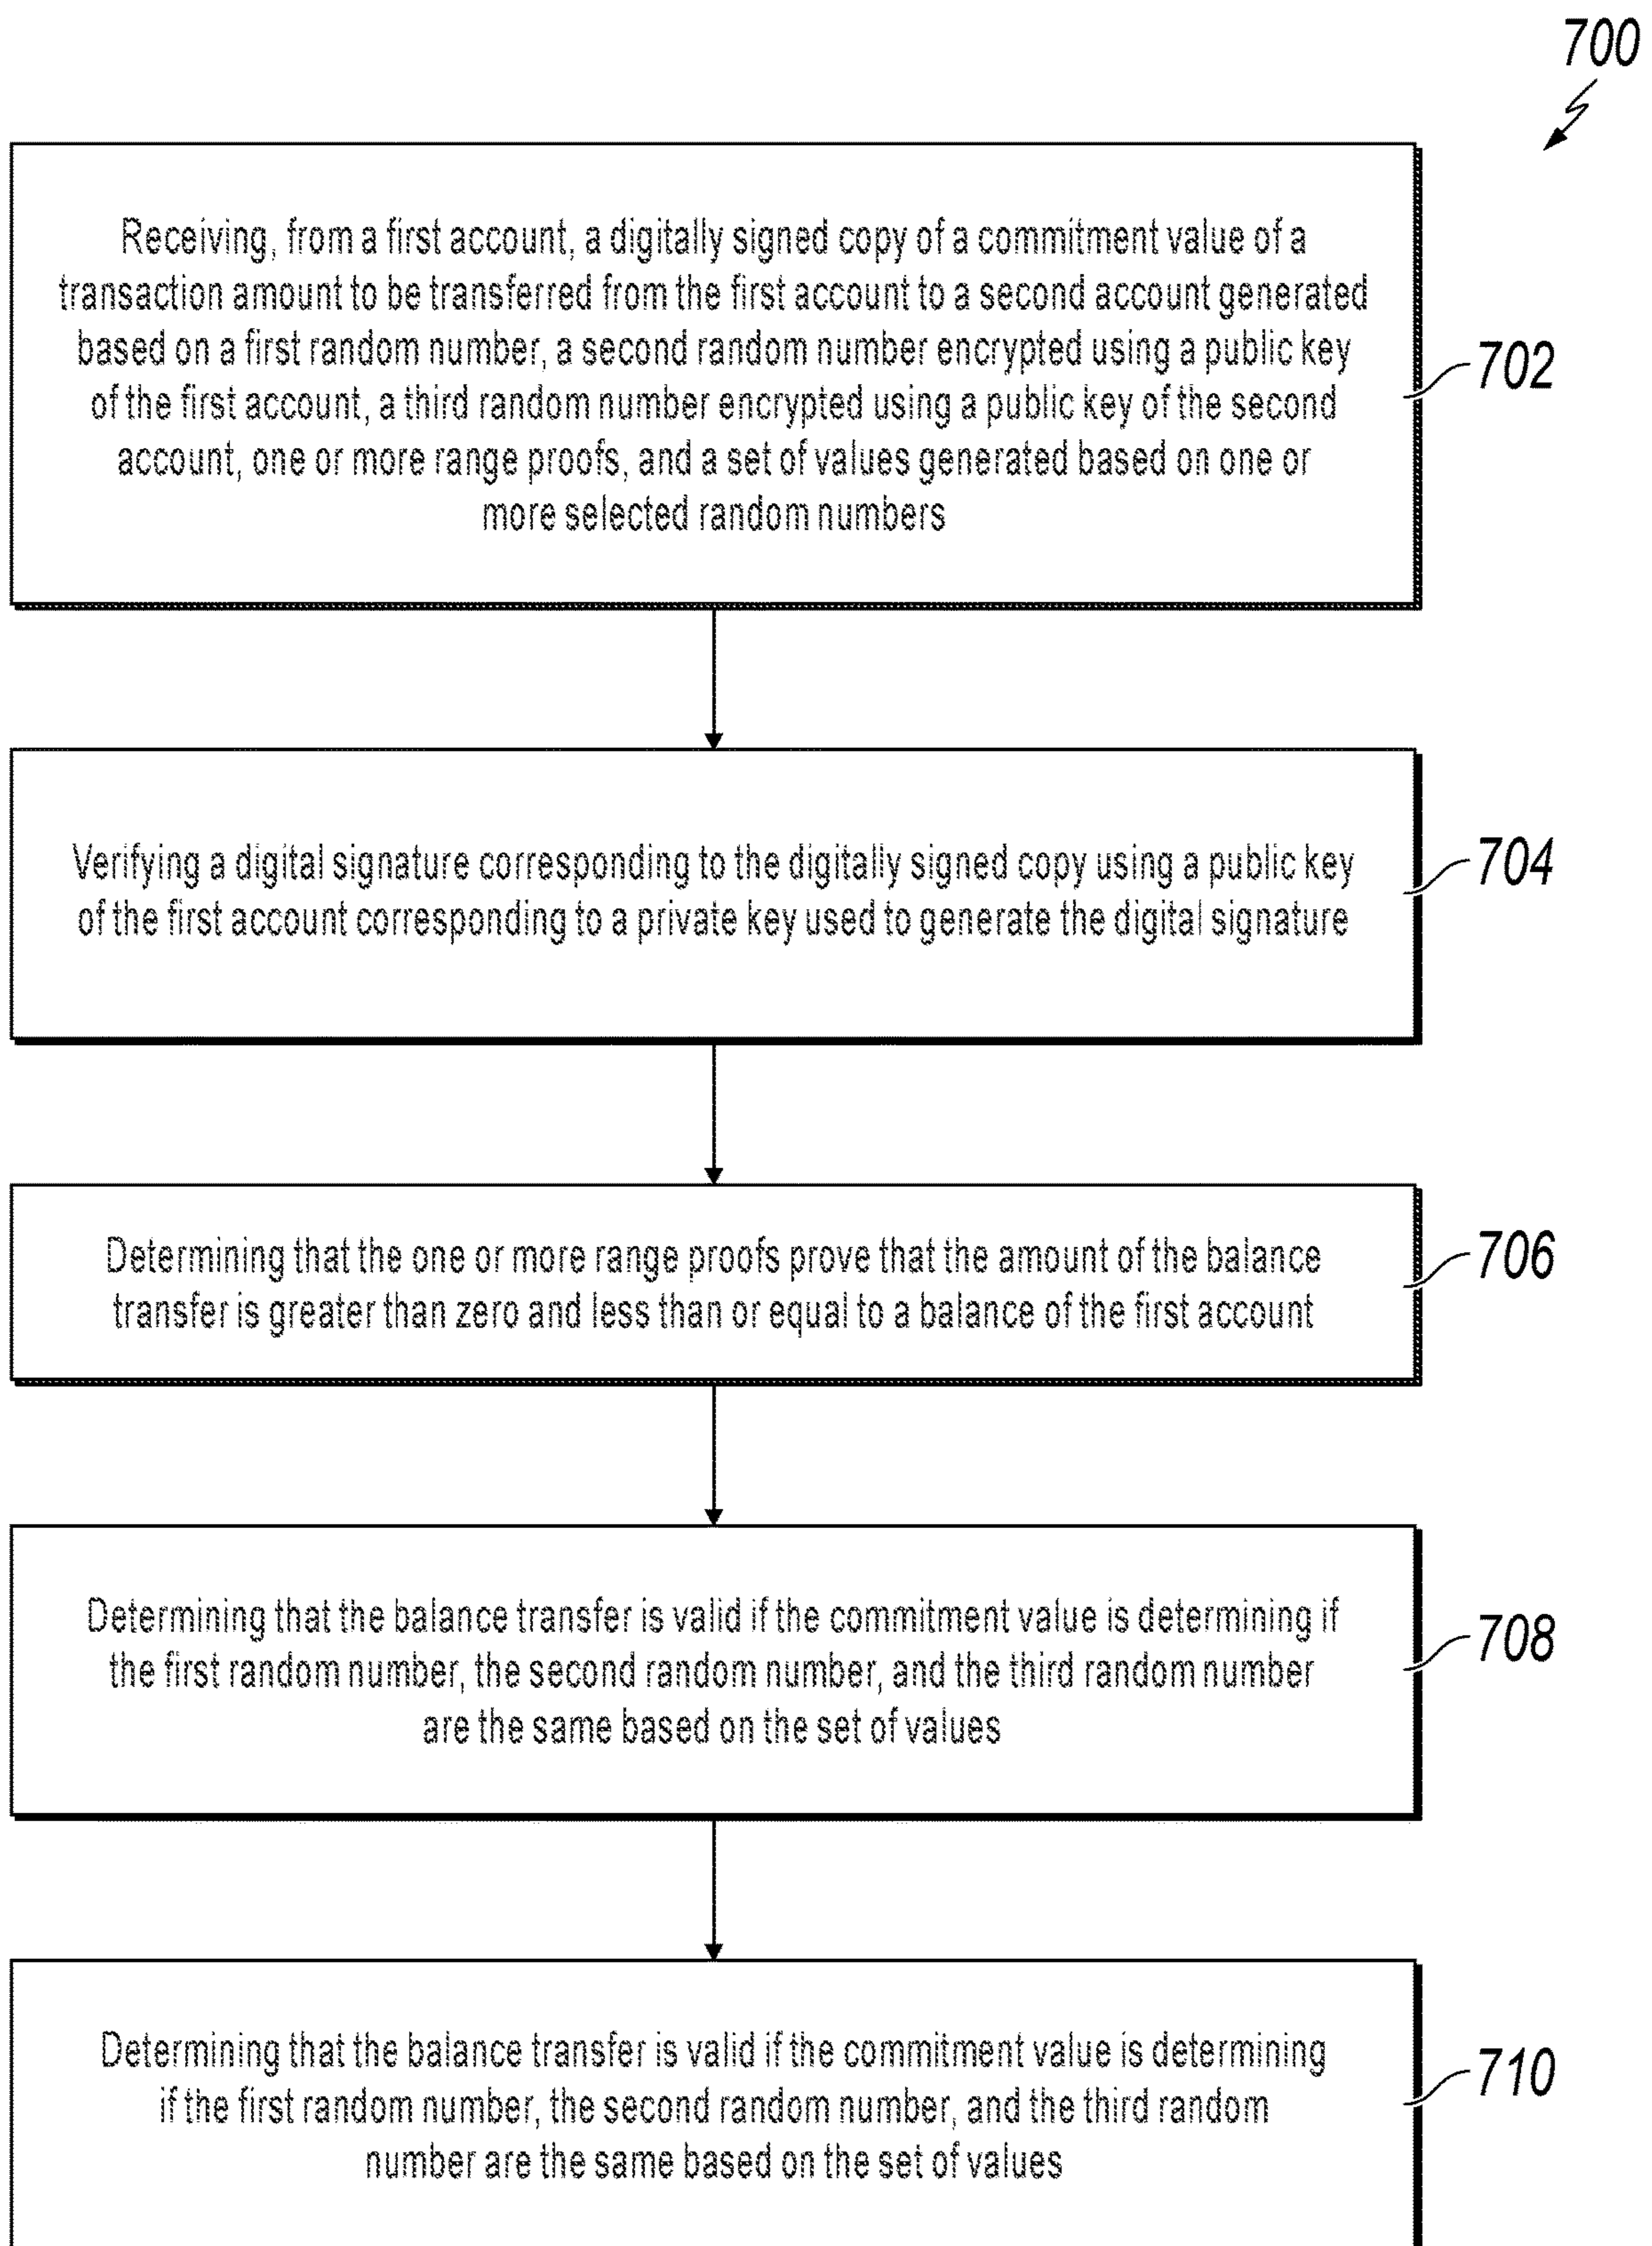 700
Receiving, from a first account, a digitally signed copy of a commitment value of a
transaction amount to be transferred from the first account to a second account generated
based on a first random number, a second random number encrypted using a public key
of the first account, a third random number encrypted using a public key of the second
account, one or more range proofs, and a set of values generated based on one or
more selected random numbers
702
Verifying a digital signature corresponding to the digitally signed copy using a public key
of the first account corresponding to a private key used to generate the digital signature
704
Determining that the one or more range proofs prove that the amount of the balance
transfer is greater than zero and less than or equal to a balance of the first account
706
Determining that the balance transfer is valid if the commitment value is determining if
the first random number, the second random number, and the third random number
are the same based on the set of values
708
Determining that the balance transfer is valid if the commitment value is determining
if the first random number, the second random number, and the third random
number are the same based on the set of values
710